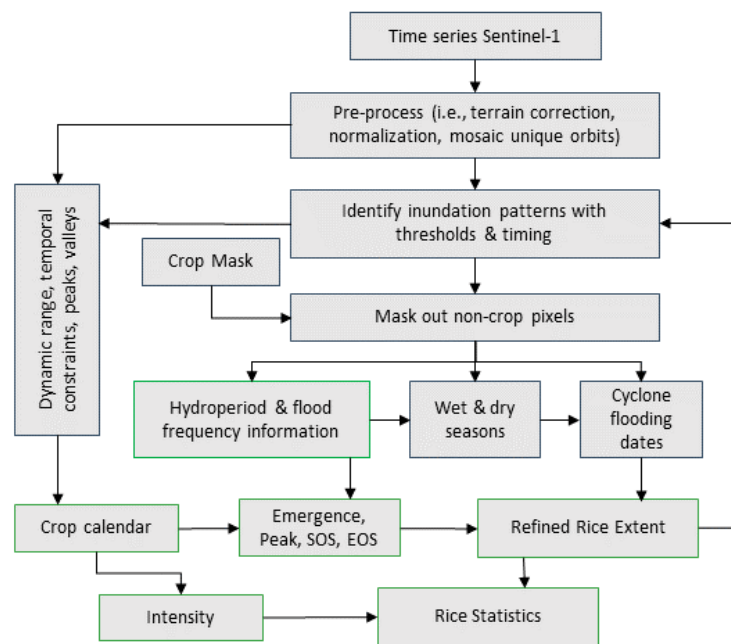 Time series Sentinel-1
Pre-process (i.e., terrain correction,
normalization, mosaic unique orbits)
Dynamic range, temporal
constraints, peaks, valleys
Identify inundation patterns with
thresholds & timing
Crop Mask
Mask out non-crop pixels
Hydroperiod & flood
frequency information
Wet & dry
seasons
Cyclone
flooding
dates
Crop calendar
Emergence,
Peak, SOS, EOS
Refined Rice Extent
Intensity
Rice Statistics